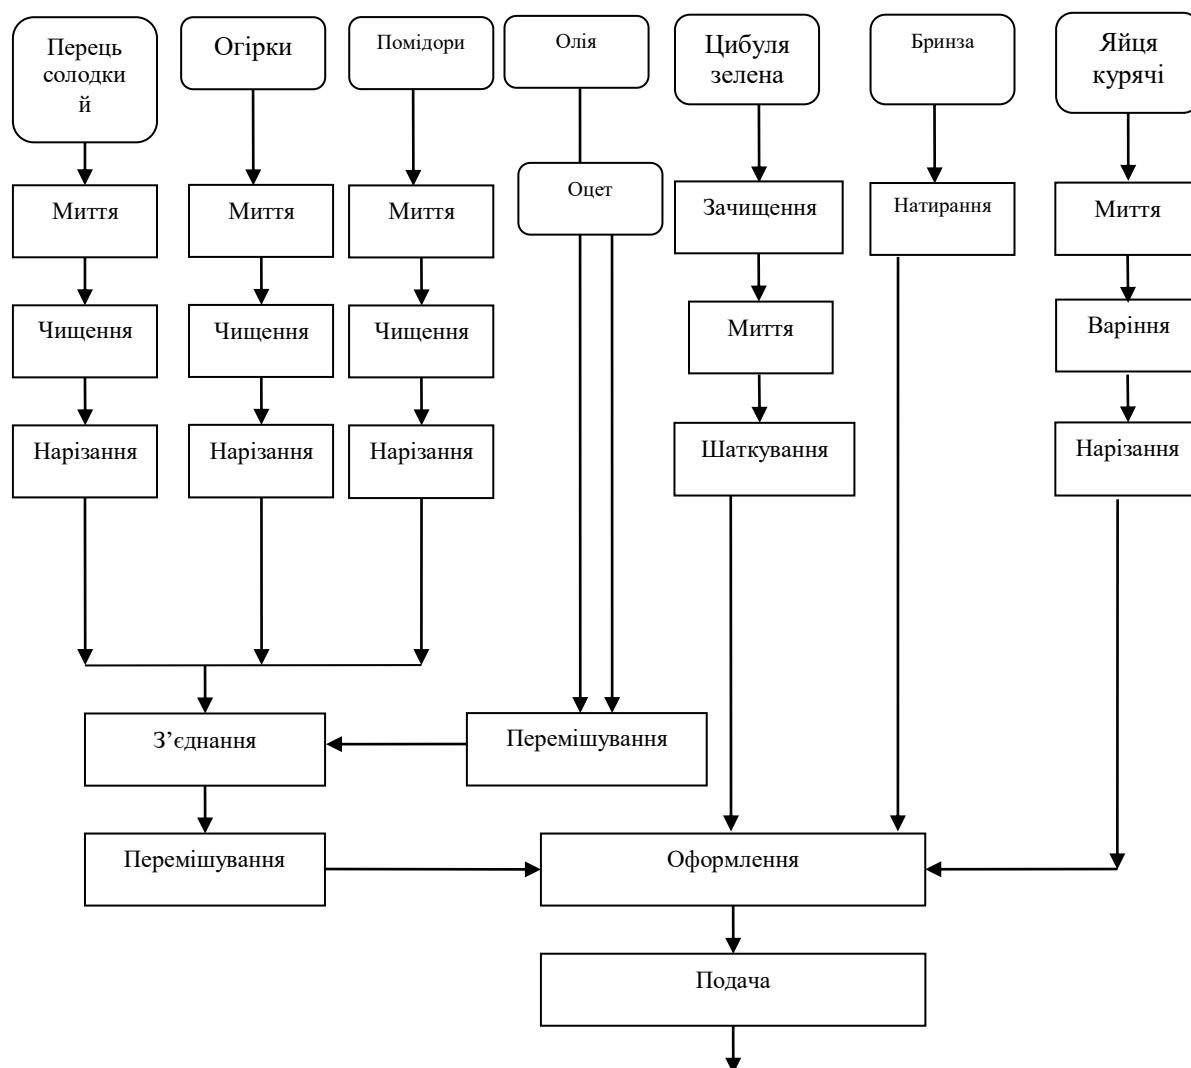 Перець
солодки
й
Огірки
Помідори
Олія
Цибуля
зелена
Бринза
Яйця
курячі
Оцет
Миття
Миття
Миття
Зачищення
Натирання
Миття
Чищення
Чищення
Чищення
Миття
Варіння
Нарізання
Нарізання
Нарізання
Шаткування
Нарізання
З’єднання
Перемішування
Перемішування
Оформлення
Подача